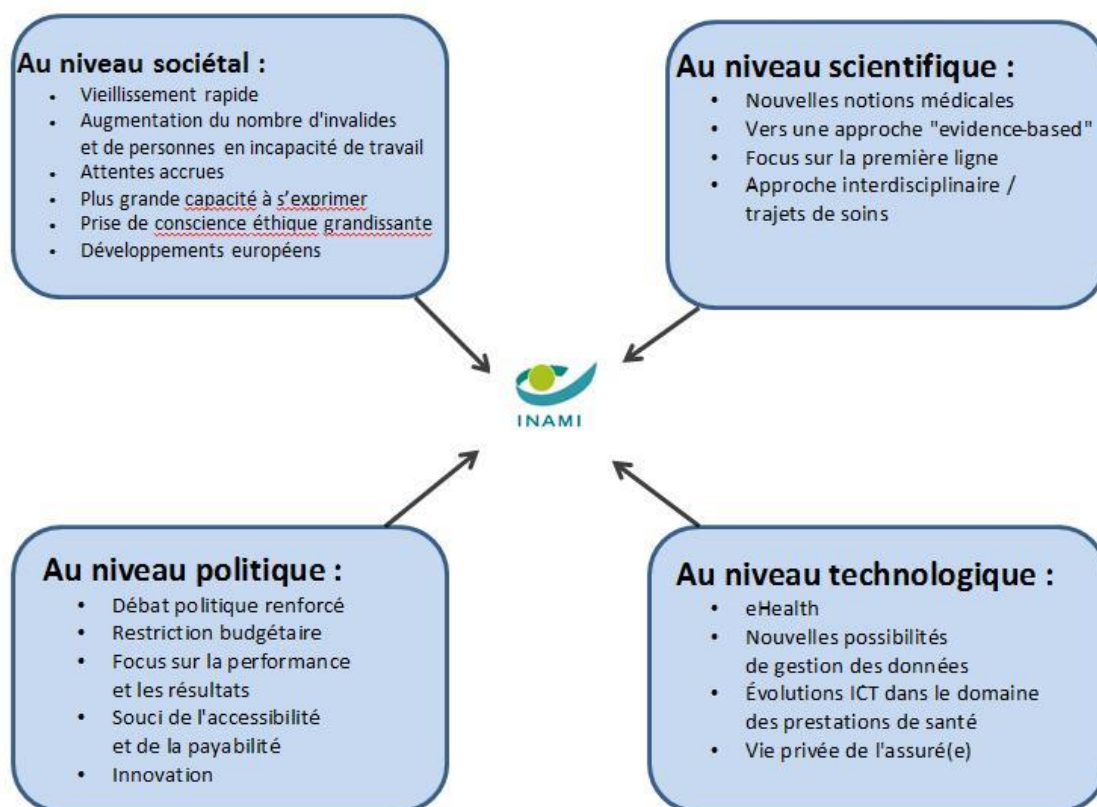 Au niveau sociétal :
• Vieillissement rapide
• Augmentation du nombre d'invalides
et de personnes en incapacité de travail
• Attentes accrues
• Plus grande capacité à s’exprimer
• Prise de conscience éthique grandissante
• Développements européens
Au niveau scientifique :
• Nouvelles notions médicales
• Vers une approche "evidence-based"
• Focus sur la première ligne
• Approche interdisciplinaire /
trajets de soins
INAMI
Au niveau politique :
• Débat politique renforcé
• Restriction budgétaire
• Focus sur la performance
et les résultats
• Souci de l'accessibilité
et de la payabilité
• Innovation
Au niveau technologique :
• eHealth
• Nouvelles possibilités
de gestion des données
• Évolutions ICT dans le domaine
des prestations de santé
• Vie privée de l'assuré(e)